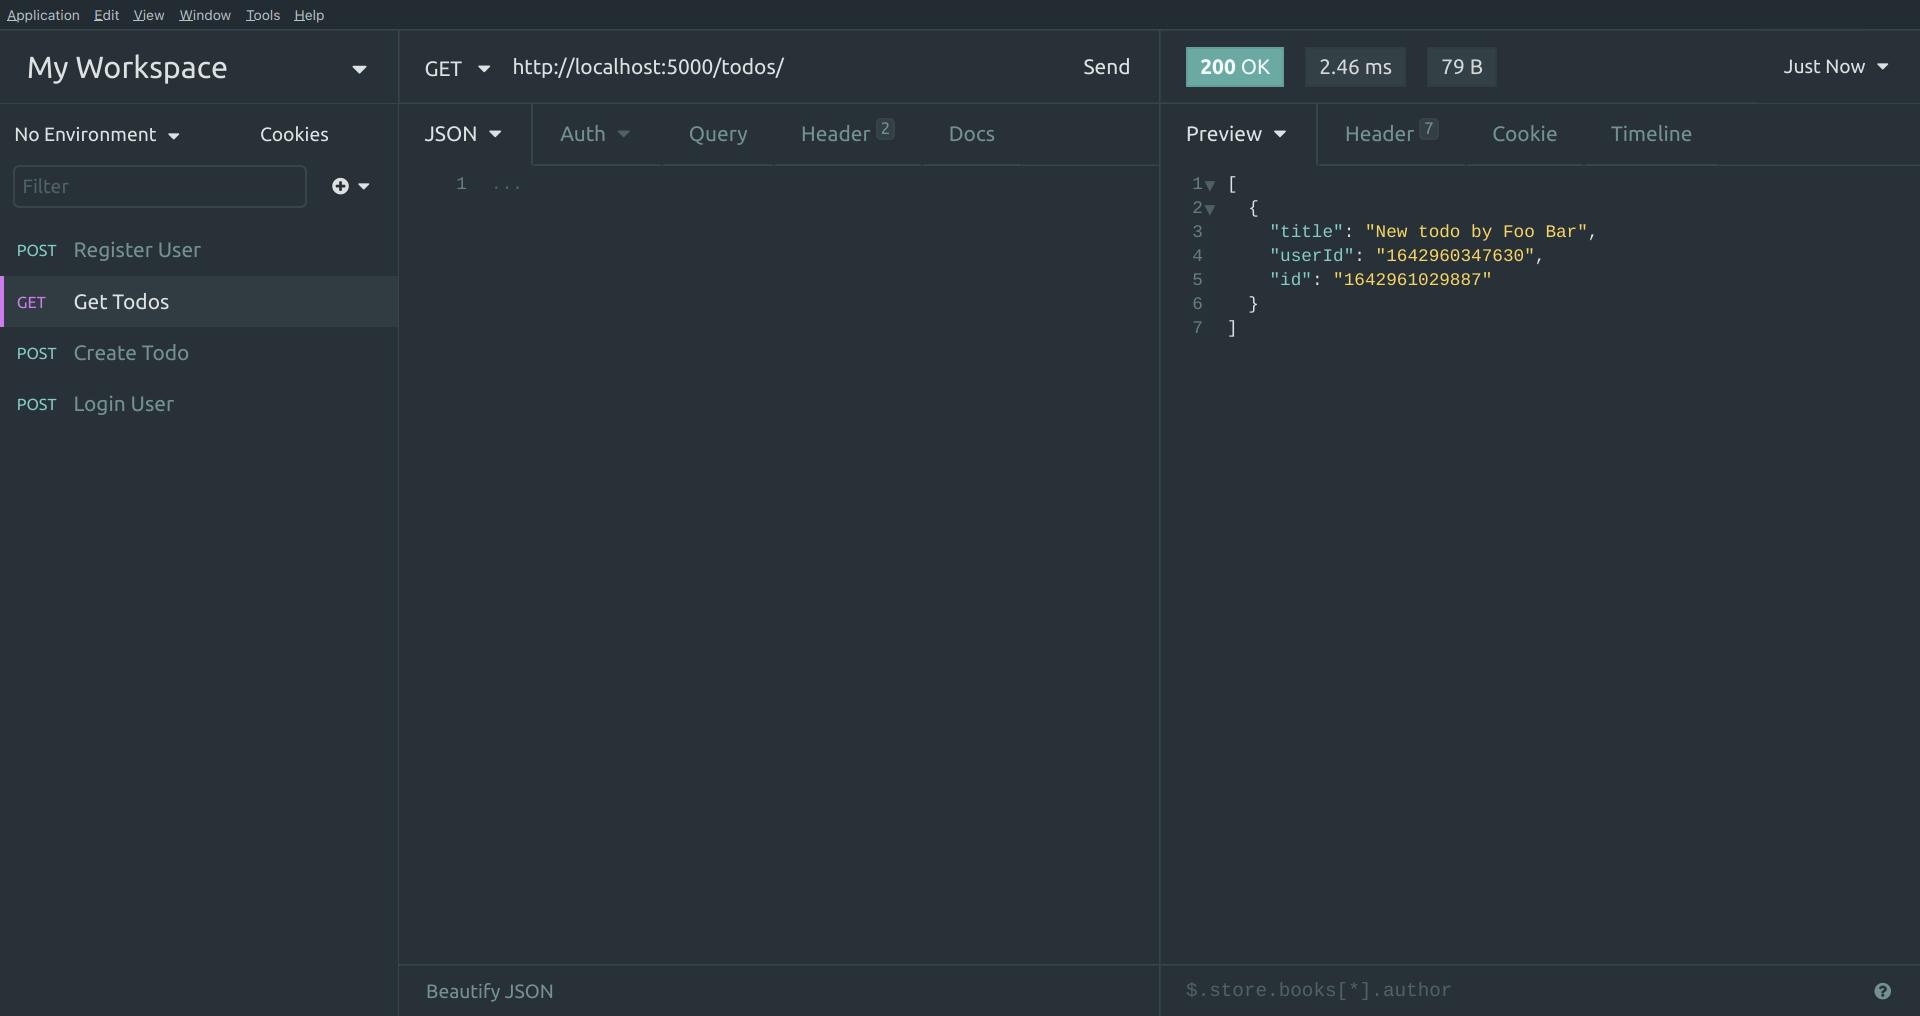 Application Edit View Window Tools Help
My Workspace
GET http://localhost:5000/todos/ Send
200 OK 2.46 ms 79 B Just Now
No Environment Cookies
JSON Auth Query Header 2 Docs
Preview Header 7 Cookie Timeline
Filter
POST Register User
GET Get Todos
POST Create Todo
POST Login User
1 ...
1 [
2 {
3 "title": "New todo by Foo Bar",
4 "userId": "1642960347630",
5 "id": "1642961029887"
6 }
7 ]
Beautify JSON
$.store.books[*].author